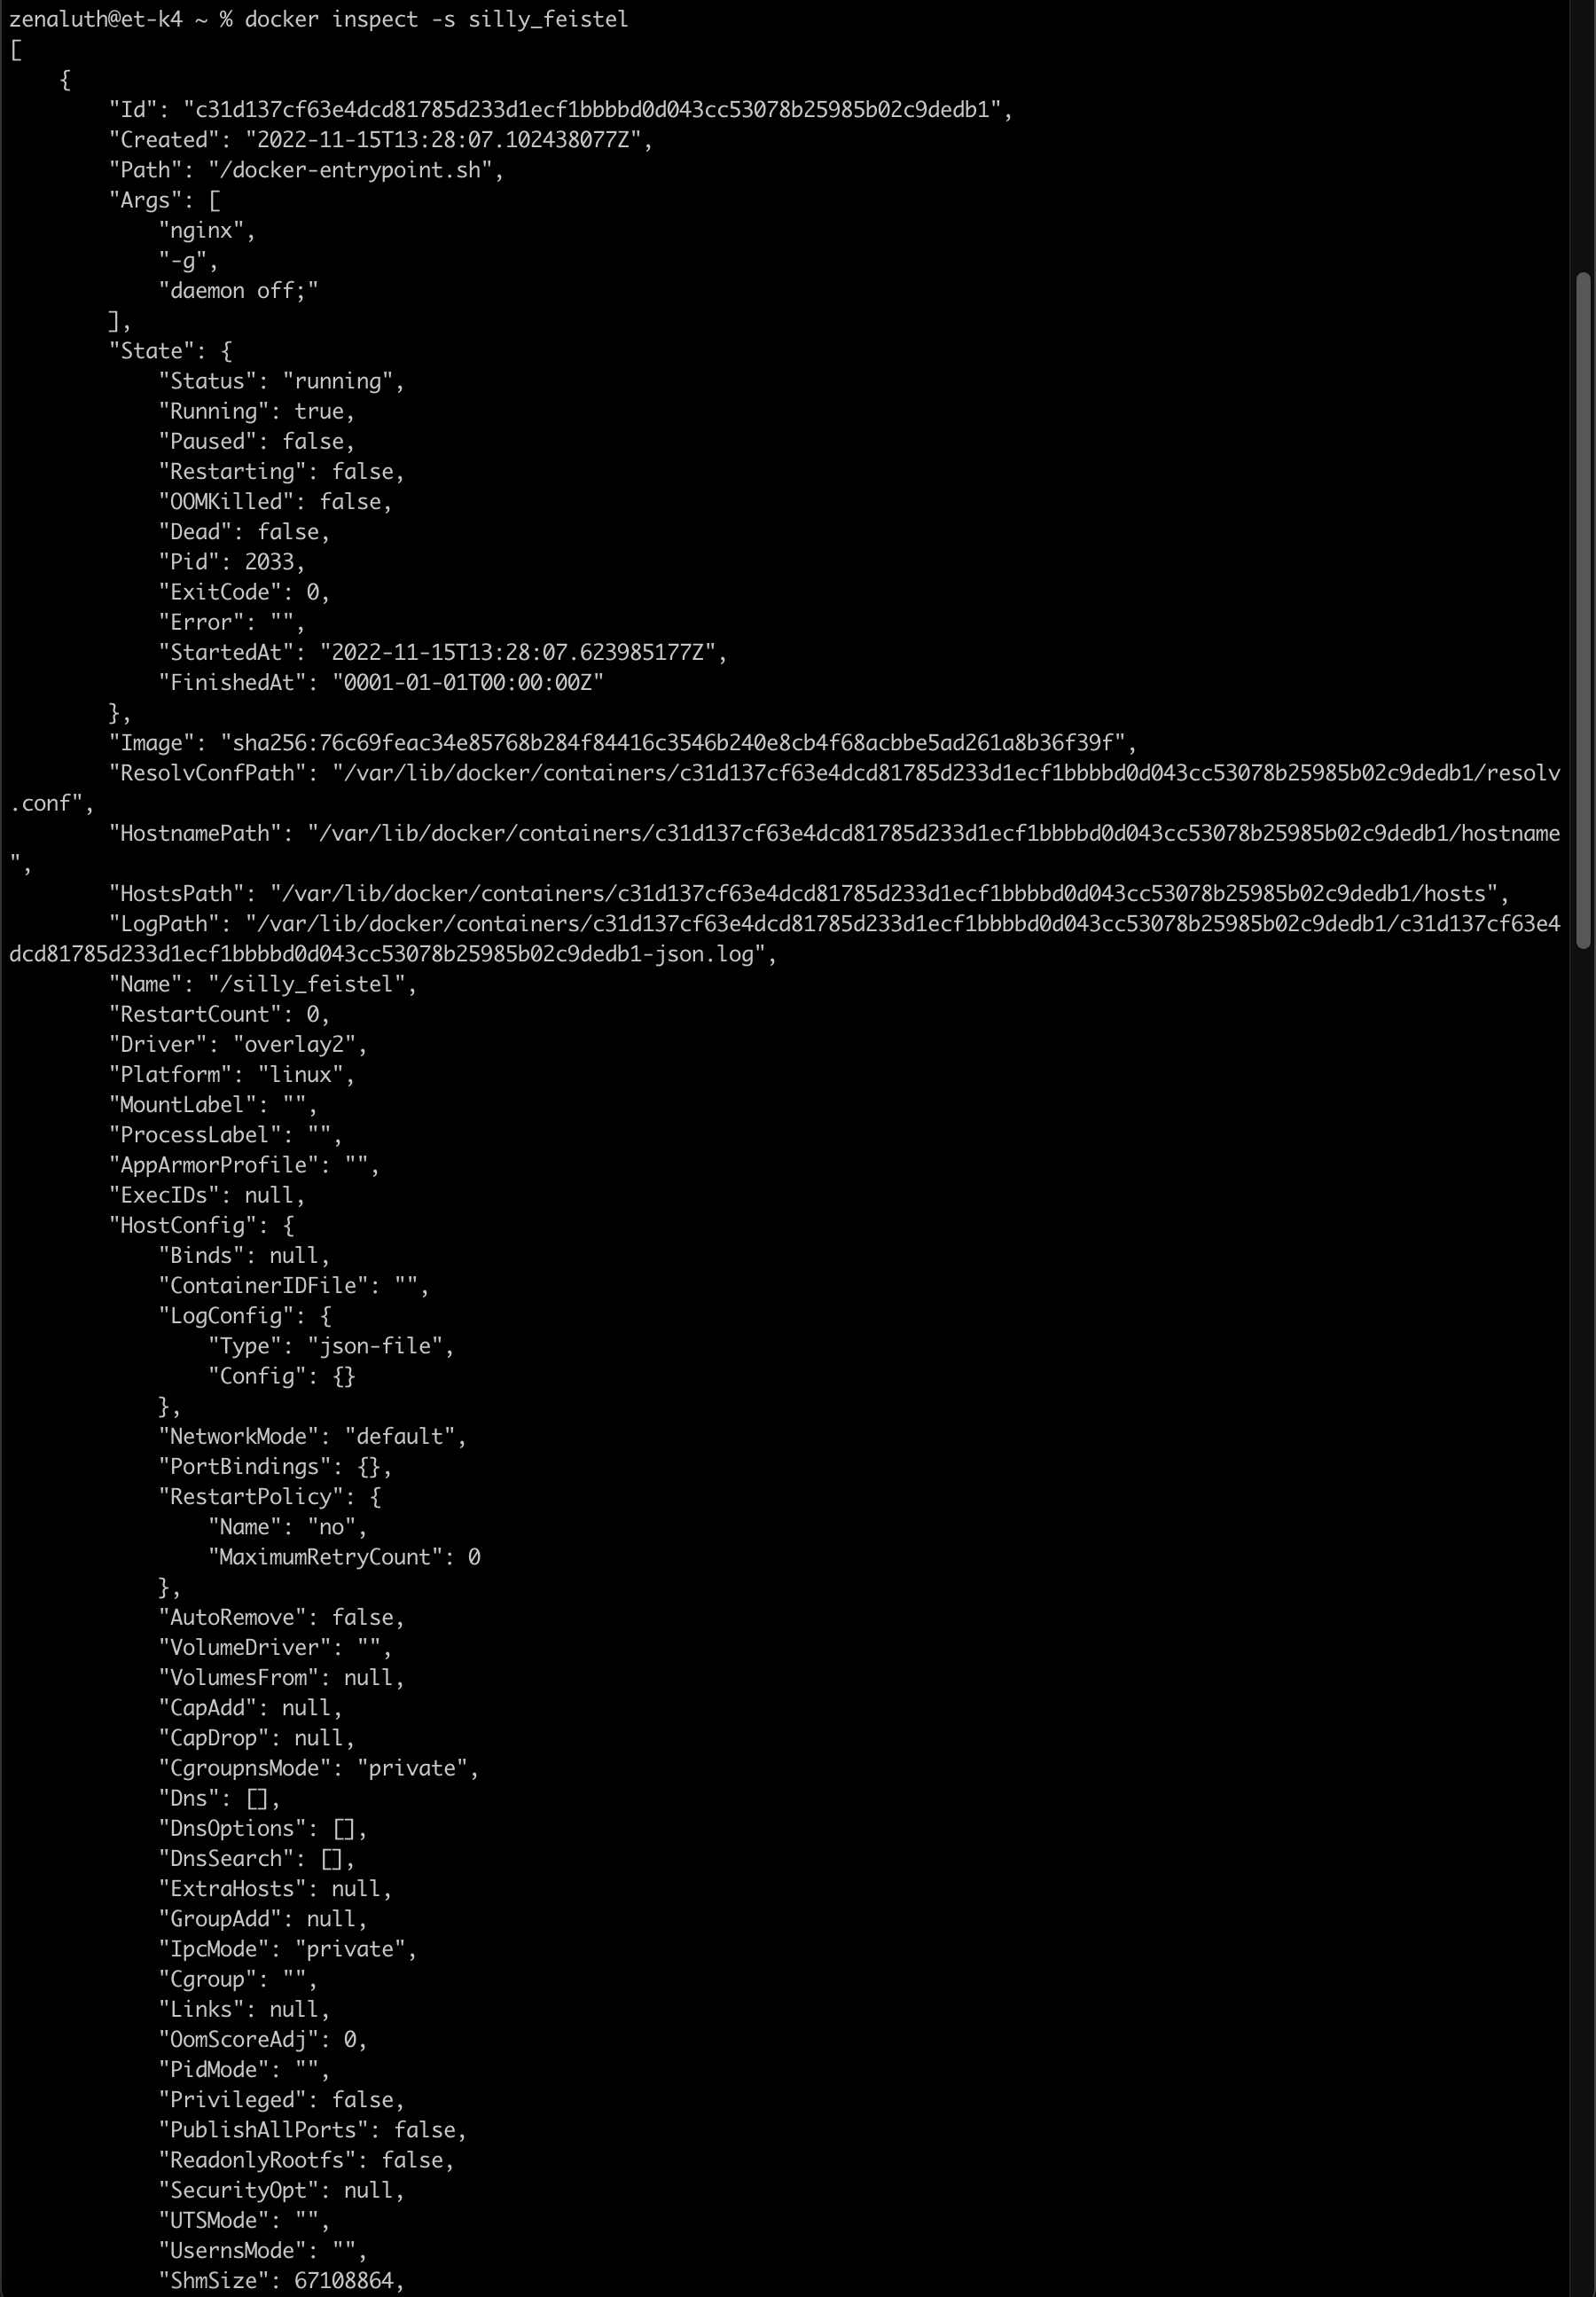 zenaluth@et-k4 ~ % docker inspect -s silly_feistel
[
    {
        "Id": "c31d137cf63e4dcd81785d233d1ecf1bbbbd0d043cc53078b25985b02c9dedb1",
        "Created": "2022-11-15T13:28:07.102438077Z",
        "Path": "/docker-entrypoint.sh",
        "Args": [
            "nginx",
            "-g",
            "daemon off;"
        ],
        "State": {
            "Status": "running",
            "Running": true,
            "Paused": false,
            "Restarting": false,
            "OOMKilled": false,
            "Dead": false,
            "Pid": 2033,
            "ExitCode": 0,
            "Error": "",
            "StartedAt": "2022-11-15T13:28:07.623985177Z",
            "FinishedAt": "0001-01-01T00:00:00Z"
        },
        "Image": "sha256:76c69feac34e85768b284f84416c3546b240e8cb4f68acbbe5ad261a8b36f39f",
        "ResolvConfPath": "/var/lib/docker/containers/c31d137cf63e4dcd81785d233d1ecf1bbbbd0d043cc53078b25985b02c9dedb1/resolv
.conf",
        "HostnamePath": "/var/lib/docker/containers/c31d137cf63e4dcd81785d233d1ecf1bbbbd0d043cc53078b25985b02c9dedb1/hostname
",
        "HostsPath": "/var/lib/docker/containers/c31d137cf63e4dcd81785d233d1ecf1bbbbd0d043cc53078b25985b02c9dedb1/hosts",
        "LogPath": "/var/lib/docker/containers/c31d137cf63e4dcd81785d233d1ecf1bbbbd0d043cc53078b25985b02c9dedb1/c31d137cf63e4
dcd81785d233d1ecf1bbbbd0d043cc53078b25985b02c9dedb1-json.log",
        "Name": "/silly_feistel",
        "RestartCount": 0,
        "Driver": "overlay2",
        "Platform": "linux",
        "MountLabel": "",
        "ProcessLabel": "",
        "AppArmorProfile": "",
        "ExecIDs": null,
        "HostConfig": {
            "Binds": null,
            "ContainerIDFile": "",
            "LogConfig": {
                "Type": "json-file",
                "Config": {}
            },
            "NetworkMode": "default",
            "PortBindings": {},
            "RestartPolicy": {
                "Name": "no",
                "MaximumRetryCount": 0
            },
            "AutoRemove": false,
            "VolumeDriver": "",
            "VolumesFrom": null,
            "CapAdd": null,
            "CapDrop": null,
            "CgroupnsMode": "private",
            "Dns": [],
            "DnsOptions": [],
            "DnsSearch": [],
            "ExtraHosts": null,
            "GroupAdd": null,
            "IpcMode": "private",
            "Cgroup": "",
            "Links": null,
            "OomScoreAdj": 0,
            "PidMode": "",
            "Privileged": false,
            "PublishAllPorts": false,
            "ReadonlyRootfs": false,
            "SecurityOpt": null,
            "UTSMode": "",
            "UsernsMode": "",
            "ShmSize": 67108864,